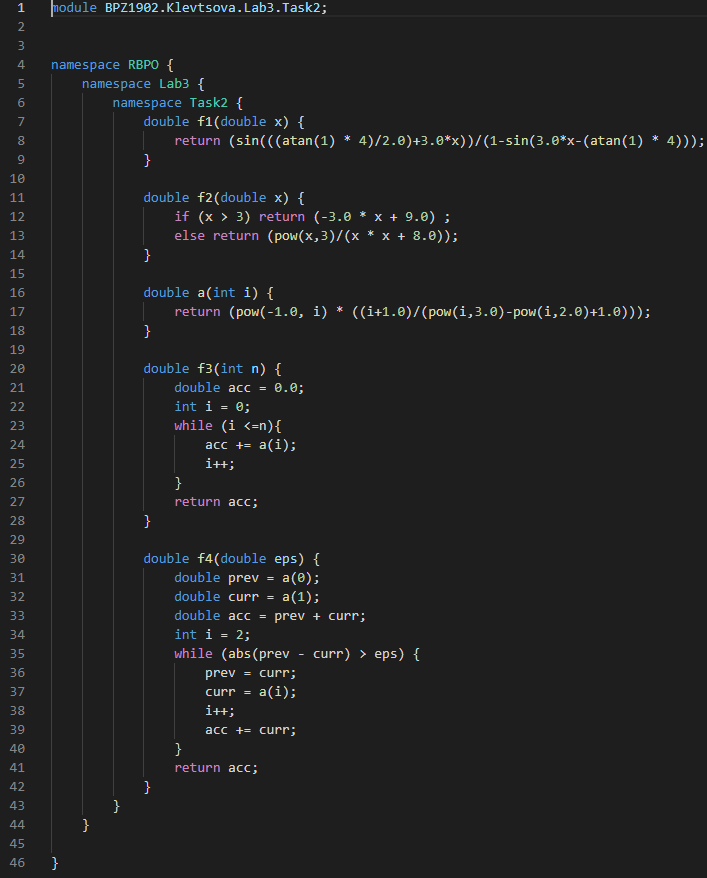 1 module BPZ1902.Klevtsova.Lab3.Task2;
2
3
4 namespace RBPO {
5     namespace Lab3 {
6         namespace Task2 {
7             double f1(double x) {
8                 return (sin(((atan(1) * 4)/2.0)+3.0*x))/(1-sin(3.0*x-(atan(1) * 4)));
9             }
10
11             double f2(double x) {
12                 if (x > 3) return (-3.0 * x + 9.0) ;
13                 else return (pow(x,3)/(x * x + 8.0));
14             }
15
16             double a(int i) {
17                 return (pow(-1.0, i) * ((i+1.0)/(pow(i,3.0)-pow(i,2.0)+1.0)));
18             }
19
20             double f3(int n) {
21                 double acc = 0.0;
22                 int i = 0;
23                 while (i <=n){
24                     acc += a(i);
25                     i++;
26                 }
27                 return acc;
28             }
29
30             double f4(double eps) {
31                 double prev = a(0);
32                 double curr = a(1);
33                 double acc = prev + curr;
34                 int i = 2;
35                 while (abs(prev - curr) > eps) {
36                     prev = curr;
37                     curr = a(i);
38                     i++;
39                     acc += curr;
40                 }
41                 return acc;
42             }
43         }
44     }
45
46 }